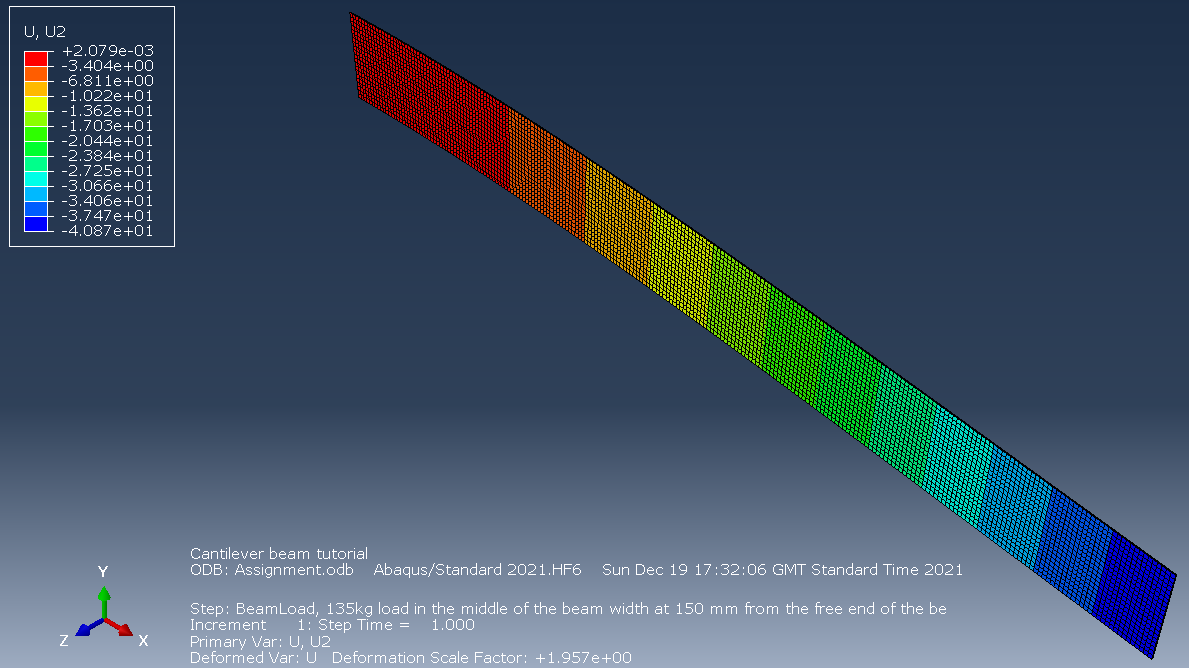 U, U2
+2.079e-03
-3.404e+00
-6.811e+00
-1.022e+01
-1.362e+01
-1.703e+01
-2.044e+01
-2.384e+01
-2.725e+01
-3.066e+01
-3.406e+01
-3.747e+01
-4.087e+01
Y
Z X
Cantilever beam tutorial
ODB: Assignment.odb Abaqus/Standard 2021.HF6 Sun Dec 19 17:32:06 GMT Standard Time 2021
Step: BeamLoad, 135kg load in the middle of the beam width at 150 mm from the free end of the be
Increment 1: Step Time = 1.000
Primary Var: U, U2
Deformed Var: U Deformation Scale Factor: +1.957e+00